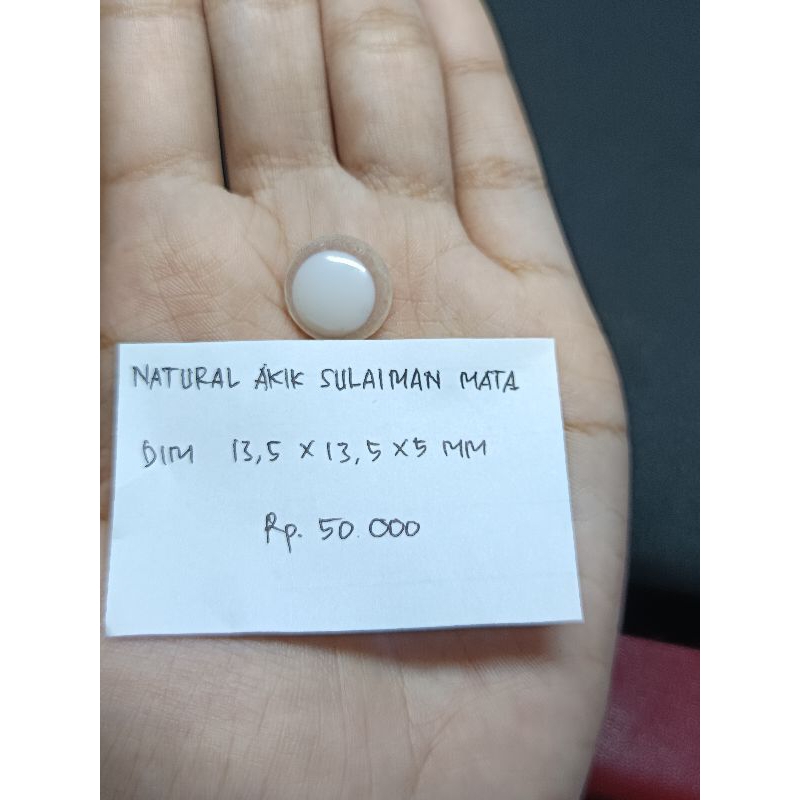 NATURAL AKIK SULAIMAN MATA
DIM 13,5 x 13,5 x 5 MM
Rp. 50.000